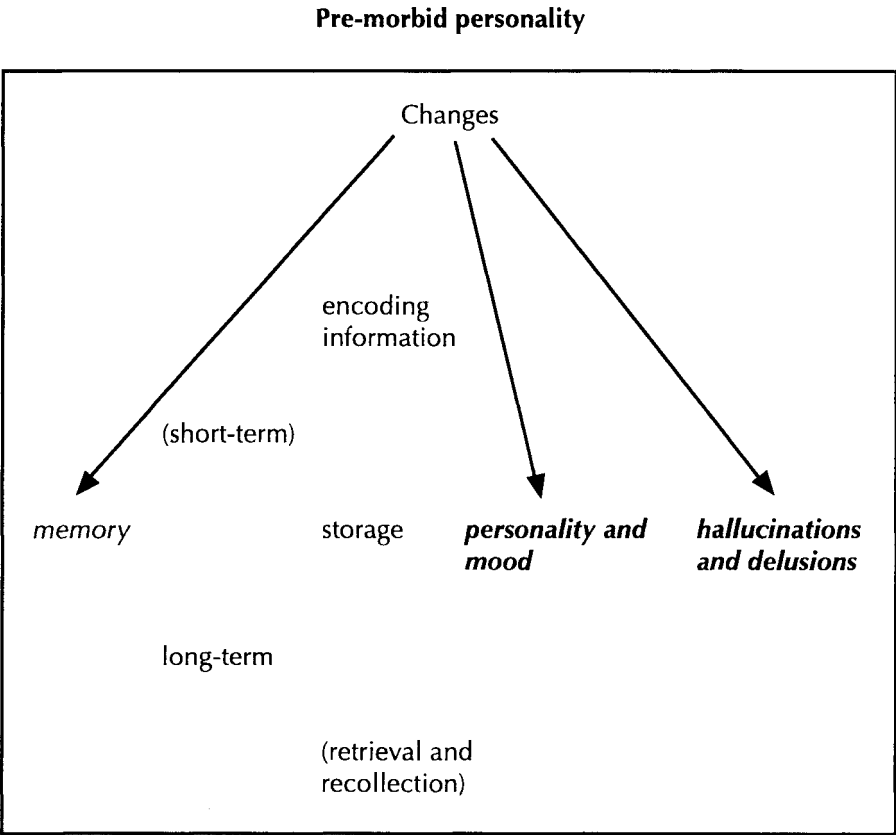 Pre-morbid personality
Changes
encoding
information
(short-term)
memory
storage
personality and
mood
hallucinations
and delusions
long-term
(retrieval and
recollection)